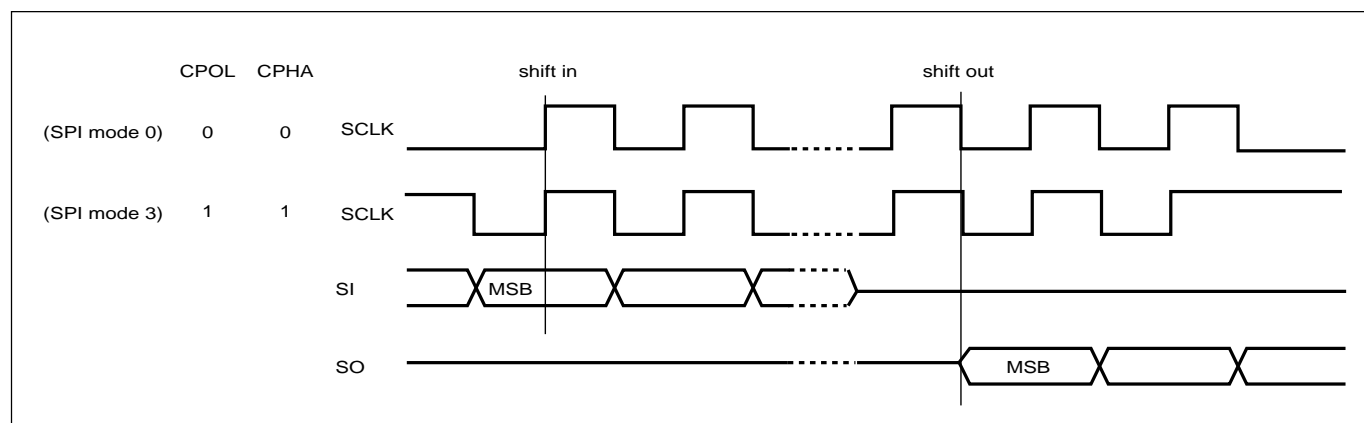 CPOL CPHA shift in shift out
(SPI mode 0) 0 0 SCLK
(SPI mode 3) 1 1 SCLK
SI MSB
SO MSB